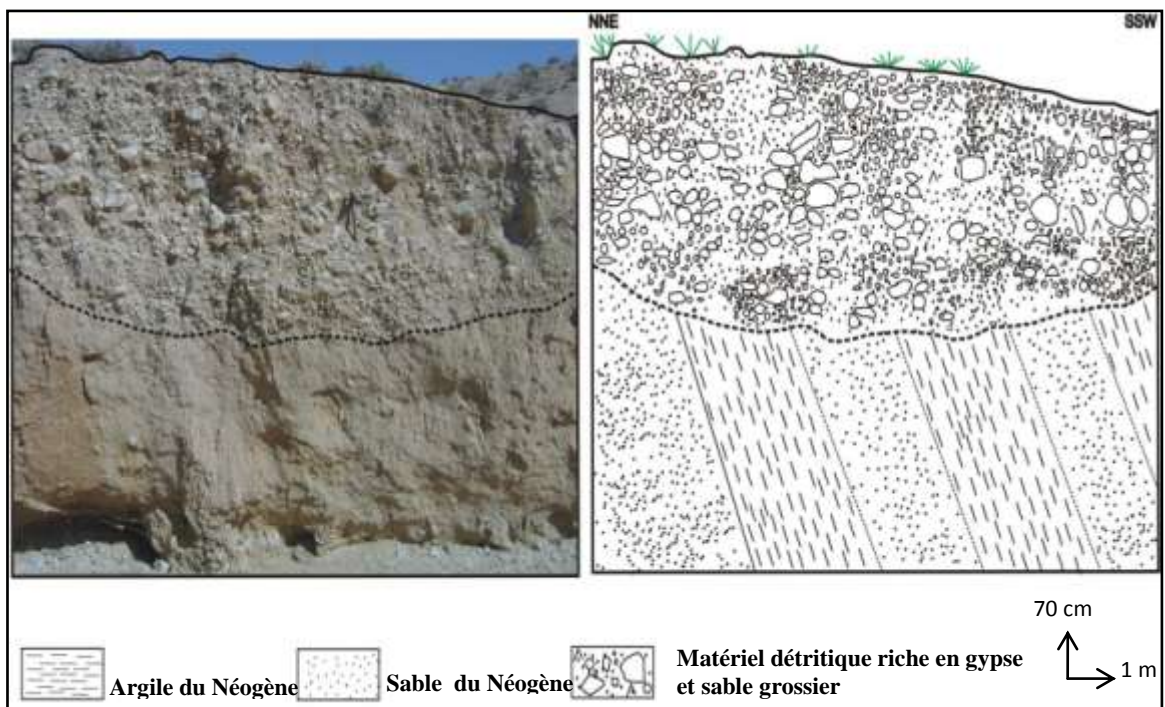 NNE
SSW
70 cm
1 m
Argile du Néogène
Sable du Néogène
Matériel détritique riche en gypse
et sable grossier